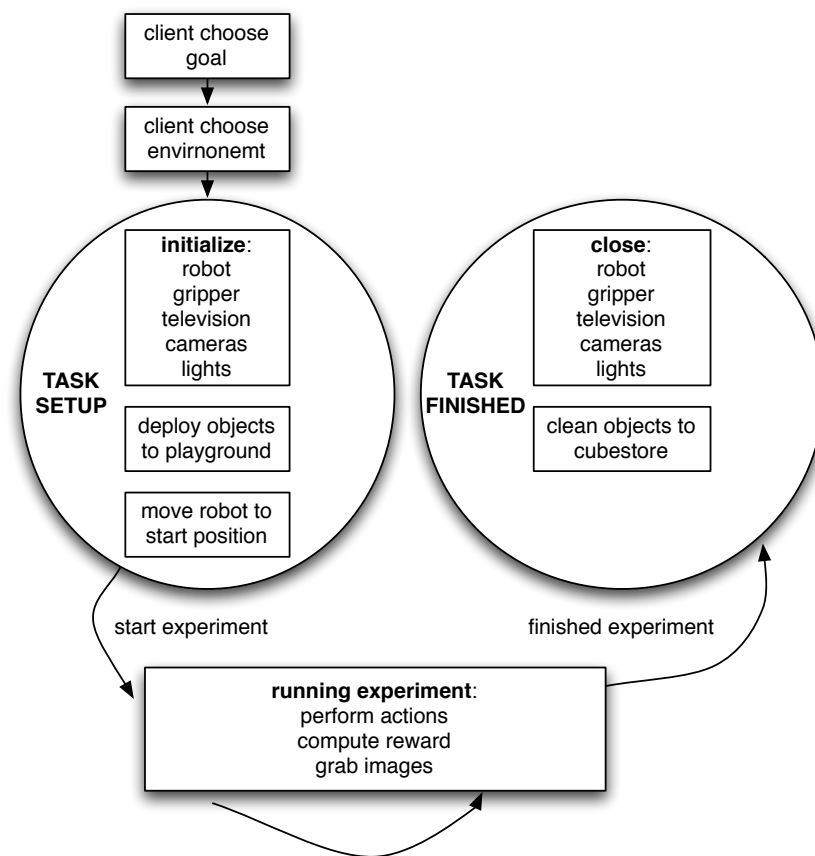 client choose
goal
client choose
envirnonemt
TASK
SETUP
initialize:
robot
gripper
television
cameras
lights
deploy objects
to playground
move robot to
start position
TASK
FINISHED
close:
robot
gripper
television
cameras
lights
clean objects to
cubestore
start experiment
finished experiment
running experiment:
perform actions
compute reward
grab images